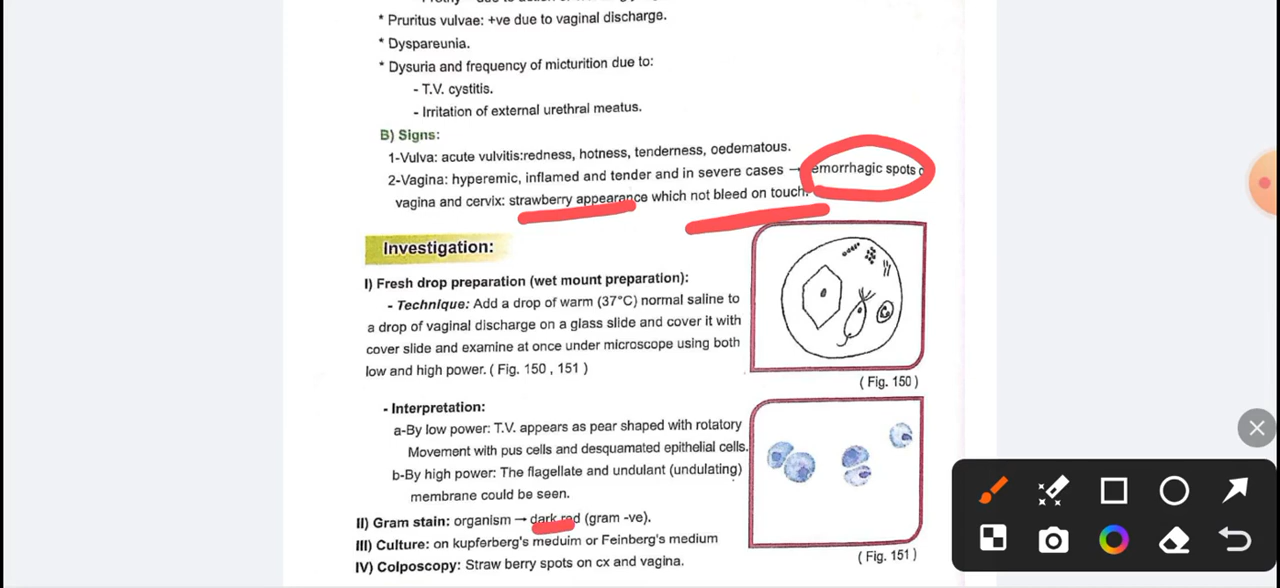 * Pruritus vulvae: +ve due to vaginal discharge.
* Dyspareunia.
* Dysuria and frequency of micturition due to:
- T.V. cystitis.
- Irritation of external urethral meatus.
B) Signs:
1-Vulva: acute vulvitis:redness, hotness, tenderness, oedematous.
2-Vagina: hyperemic, inflamed and tender and in severe cases → emorrhagic spots
vagina and cervix: strawberry appearance which not bleed on touch.
Investigation:
I) Fresh drop preparation (wet mount preparation):
- Technique: Add a drop of warm (37°C) normal saline to
a drop of vaginal discharge on a glass slide and cover it with
cover slide and examine at once under microscope using both
low and high power. ( Fig. 150 , 151 )
( Fig. 150 )
- Interpretation:
a-By low power: T.V. appears as pear shaped with rotatory
Movement with pus cells and desquamated epithelial cells.
b-By high power: The flagellate and undulant (undulating)
membrane could be seen.
II) Gram stain: organism → dark red (gram -ve).
III) Culture: on kupferberg's meduim or Feinberg's medium
IV) Colposcopy: Straw berry spots on cx and vagina.
( Fig. 151 )